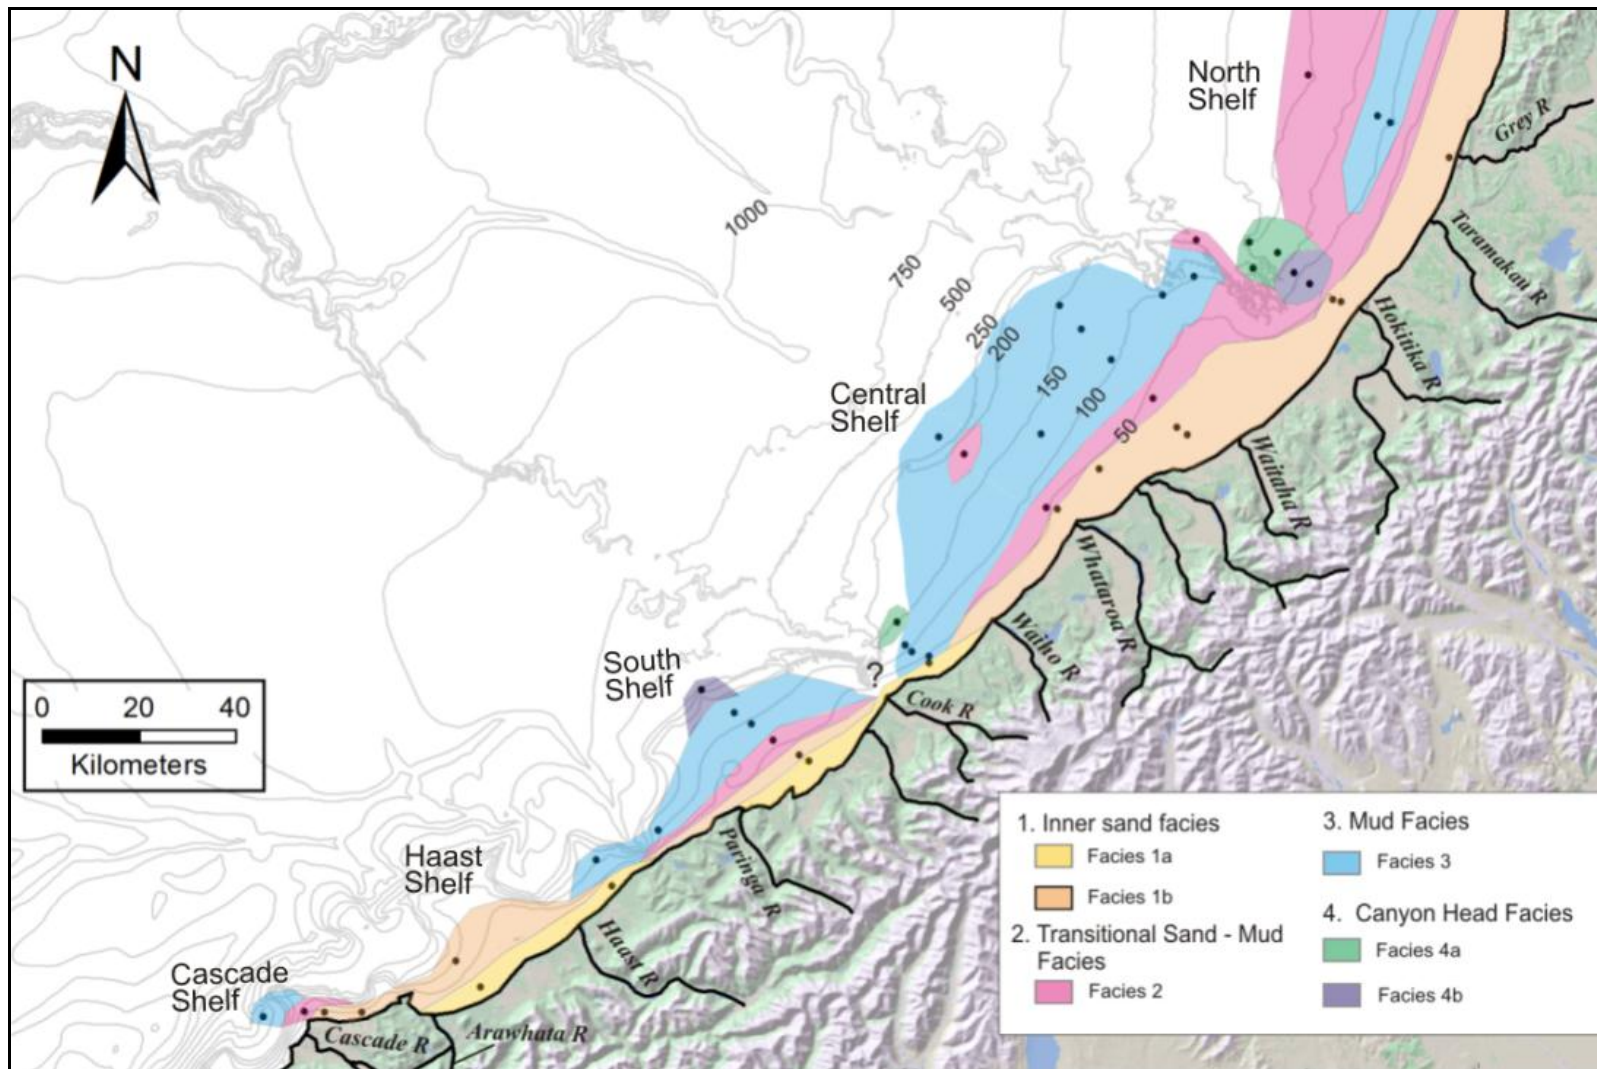 N
North
Shelf
Grey R
Taramakau R
Hokitika R
1000
750
500
250
200
150
100
50
Central
Shelf
Waitaha R
Whataroa R
Waiho R
South
Shelf
?
Cook R
0 20 40
Kilometers
Haast
Shelf
Paringa R
Haast R
Cascade
Shelf
Cascade R
Arawhata R
1. Inner sand facies
Facies 1a
Facies 1b
2. Transitional Sand - Mud
Facies
Facies 2
3. Mud Facies
Facies 3
4. Canyon Head Facies
Facies 4a
Facies 4b